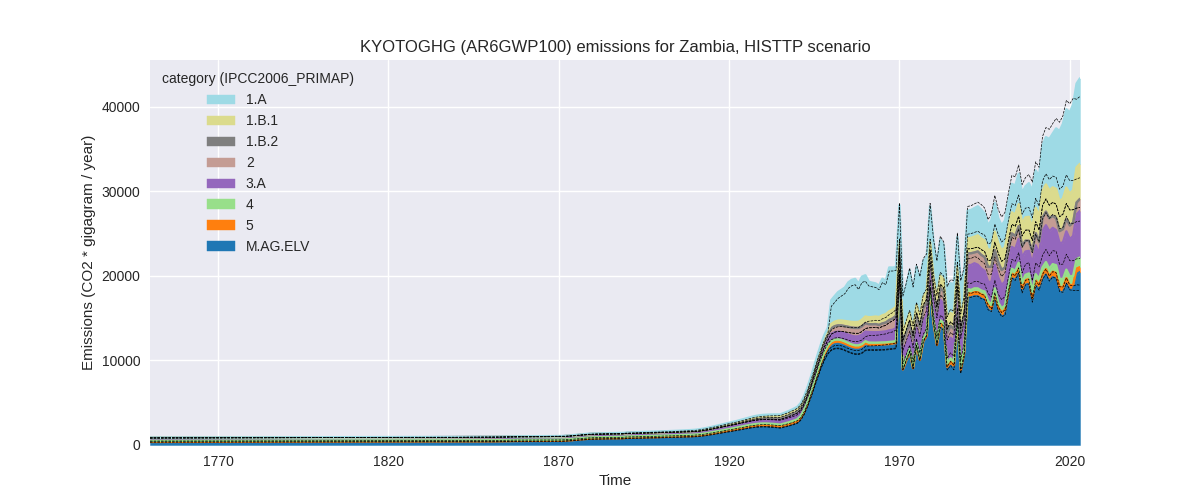 KYOTOGHG (AR6GWP100) emissions for Zambia, HISTTP scenario
Emissions (CO2 * gigagram / year)
40000
30000
20000
10000
0
category (IPCC2006_PRIMAP)
1.A
1.B.1
1.B.2
2
3.A
4
5
M.AG.ELV
1770
1820
1870
1920
1970
2020
Time